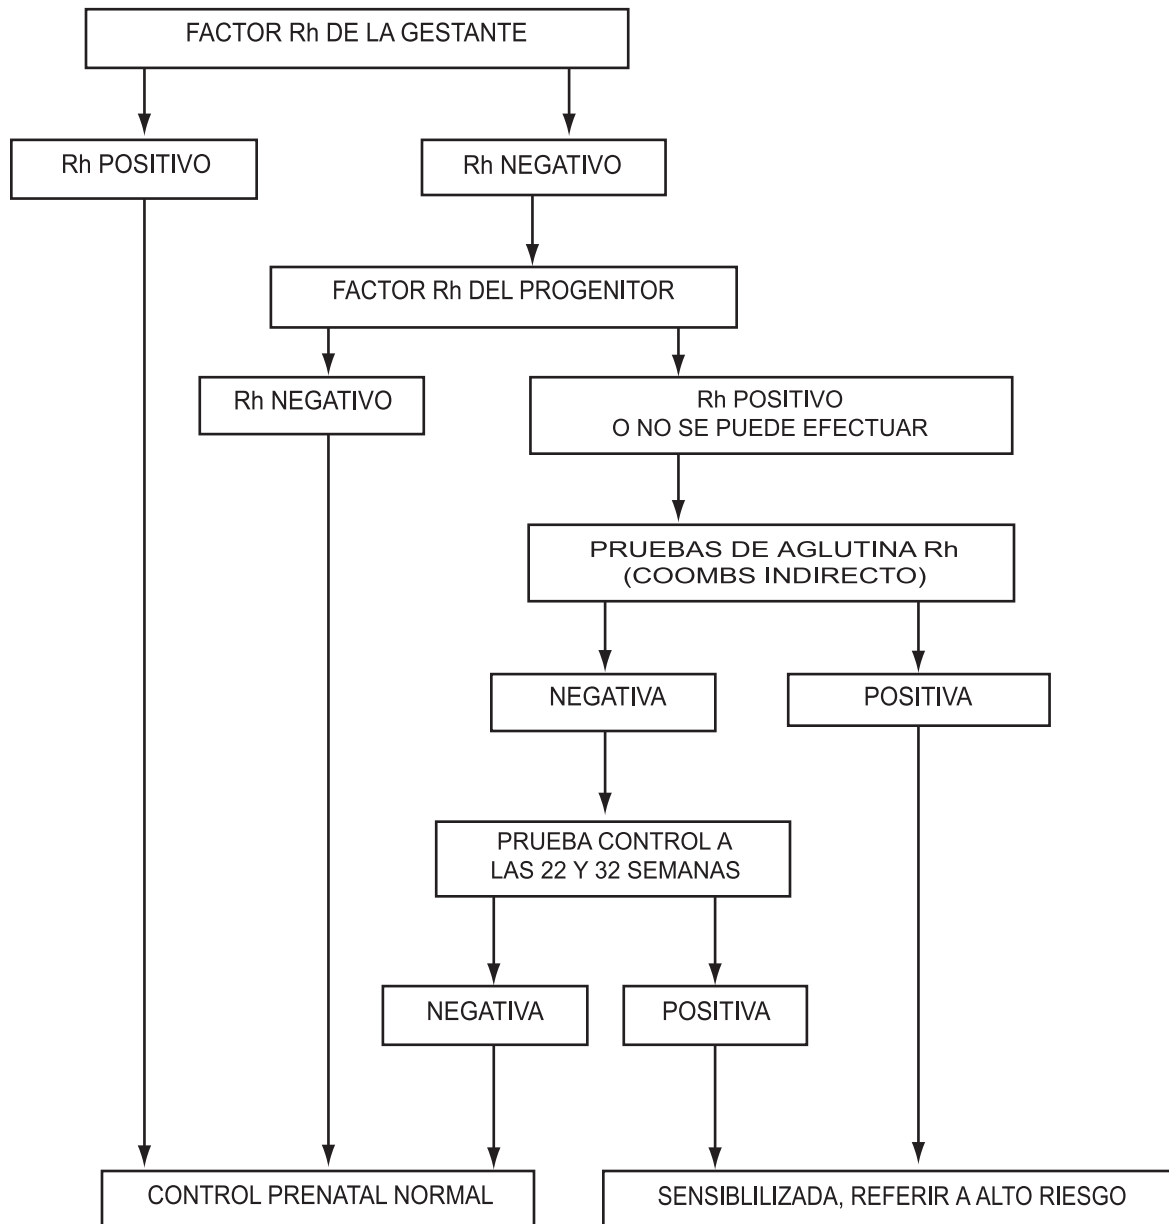 FACTOR Rh DE LA GESTANTE
Rh POSITIVO
Rh NEGATIVO
FACTOR Rh DEL PROGENITOR
Rh NEGATIVO
Rh POSITIVO
O NO SE PUEDE EFECTUAR
PRUEBAS DE AGLUTINA Rh
(COOMBS INDIRECTO)
NEGATIVA
POSITIVA
PRUEBA CONTROL A
LAS 22 Y 32 SEMANAS
NEGATIVA
POSITIVA
CONTROL PRENATAL NORMAL
SENSIBLILIZADA, REFERIR A ALTO RIESGO